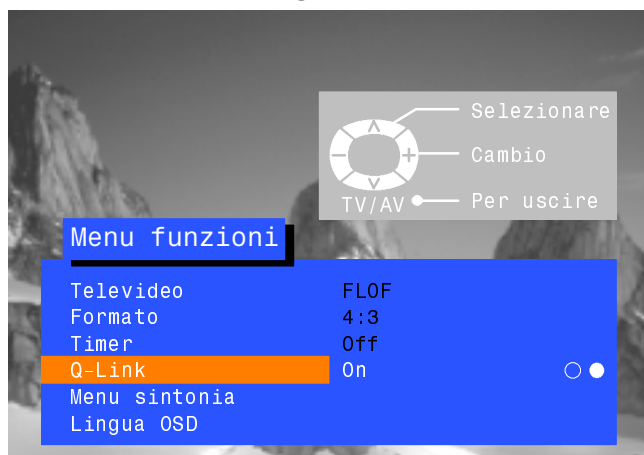 Selezionare
Cambio
TV/AV Per uscire
Menu funzioni
Televideo FLOF
Formato 4:3
Timer Off
Q-Link On
Menu sintonia
Lingua OSD